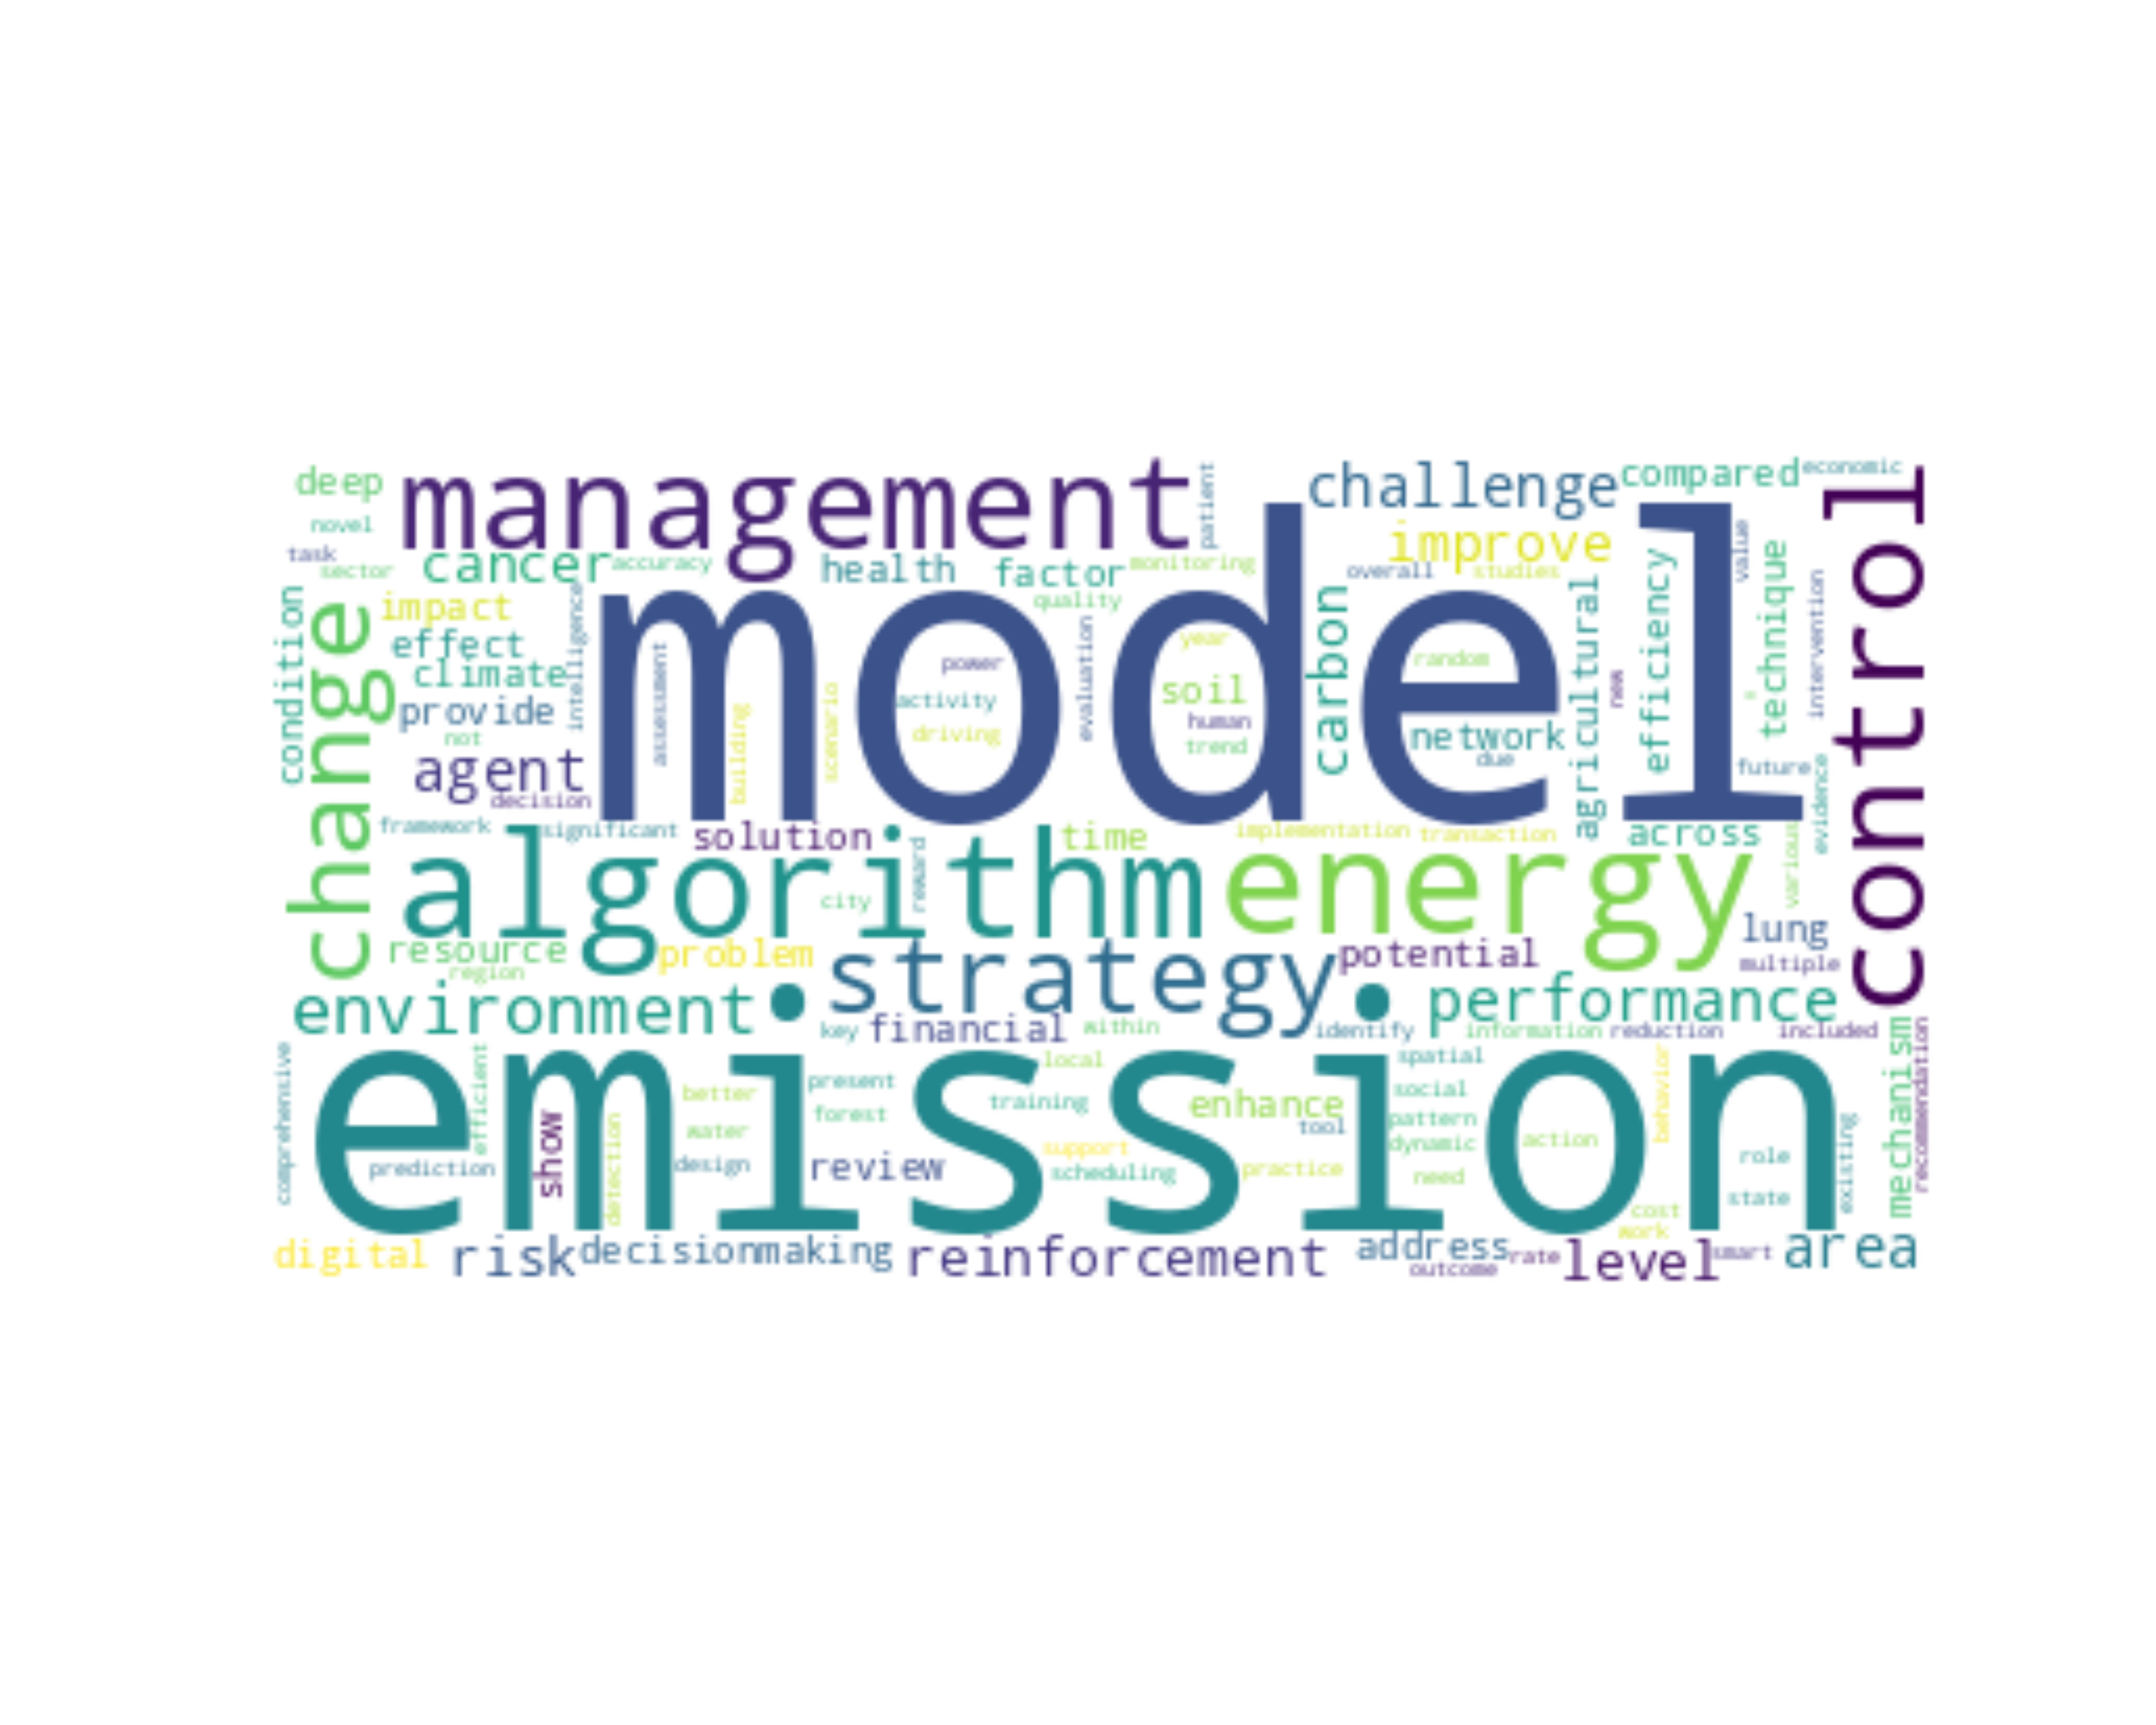 deep
management
patient
challenge
compared
economic
control
novel
task
sector
cancer
accuracy
health
factor
monitoring
improve
overall
studies
value
technique
intervention
condition
change
impact
effect
climate
intelligence
provide
not
agent
decision
model
assessment
building
scenario
power
activity
driving
quality
evaluation
year
soil
human
trend
carbon
random
network
due
agricultural
new
efficiency
future
evidence
framework
significant
solution
time
implementation
transaction
across
various
algorithm
reward
city
energy
lung
resource
region
problem
strategy
potential
multiple
environment
performance
key
financial
within
identify
information
reduction
included
emission
comprehensive
efficient
prediction
show
detection
better
water
design
present
forest
review
local
training
support
scheduling
enhance
tool
practice
spatial
social
pattern
dynamic
need
action
behavior
cost
work
role
state
existing
mechanism
recommendation
digital
risk
decisionmaking
reinforcement
address
outcome
rate
level
smart
area